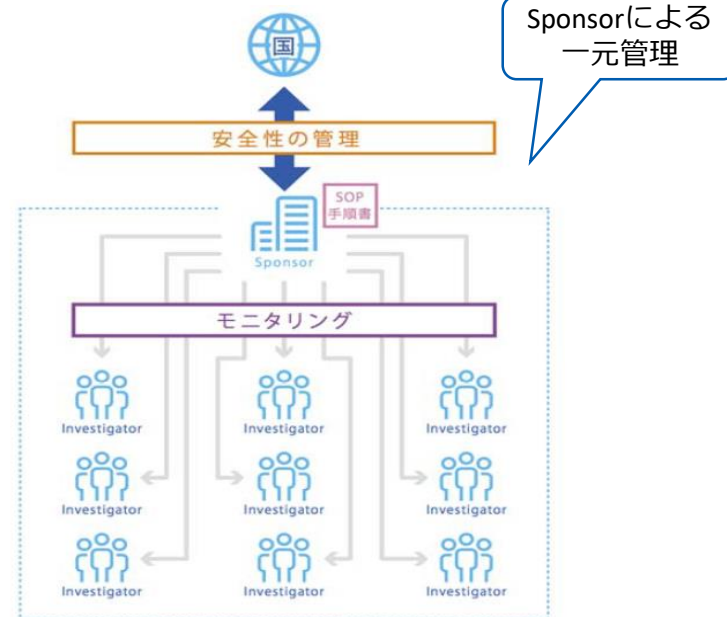 Sponsorによる
一元管理
国
安全性の管理
SOP
手順書
Sponsor
モニタリング
Investigator
Investigator
Investigator
Investigator
Investigator
Investigator
Investigator
Investigator
Investigator